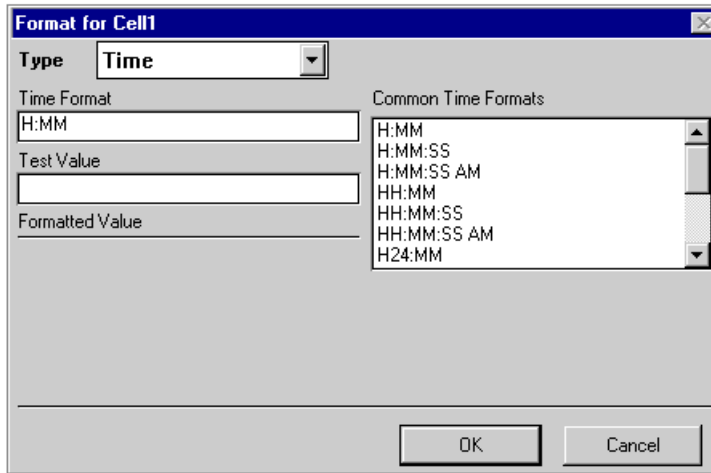 Format for Cell1
Type
Time
Time Format
H:MM
Test Value
Formatted Value
Common Time Formats
H:MM
H:MM:SS
H:MM:SS AM
HH:MM
HH:MM:SS
HH:MM:SS AM
H24:MM
OK
Cancel